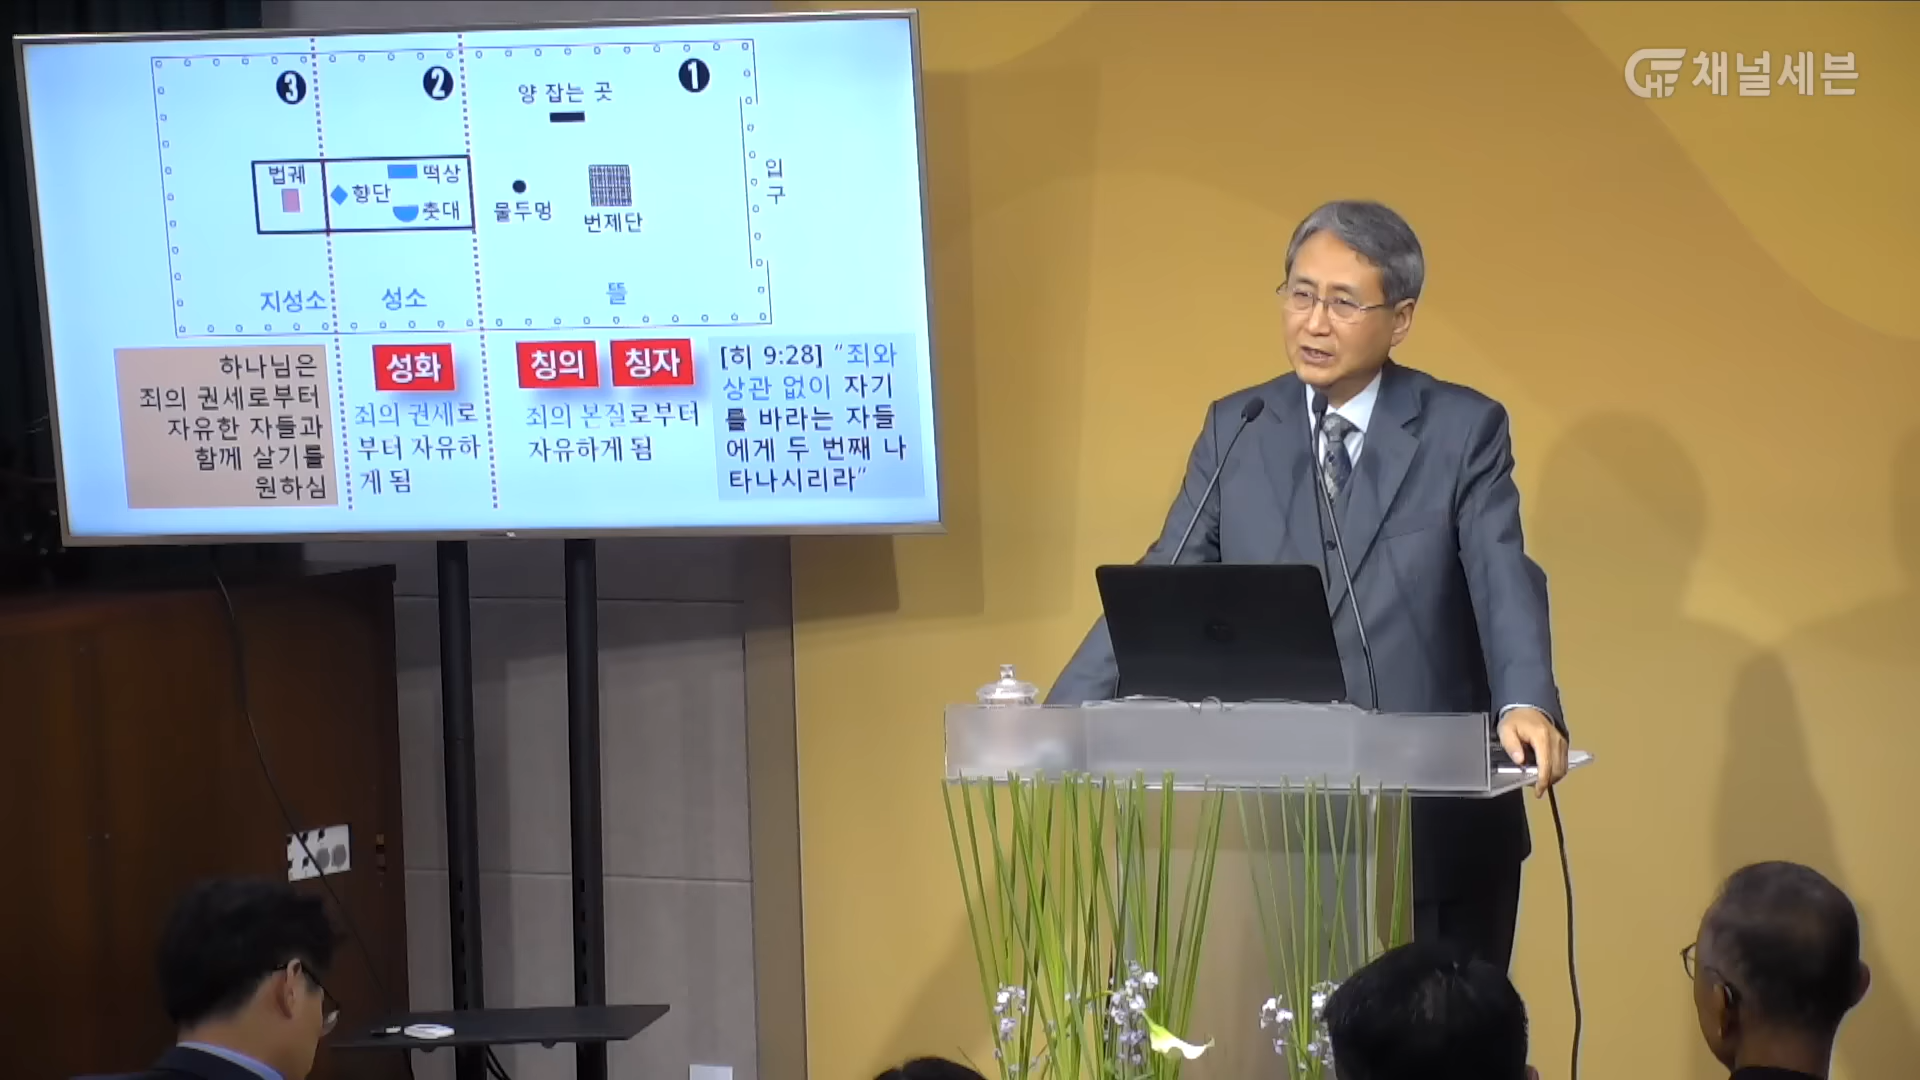 채널세븐
❸
❷
❶
양 잡는 곳
법궤
향단
떡상
촛대
물두멍
번제단
입
구
지성소
성소
뜰
하나님은
죄의 권세로부터
자유한 자들과
함께 살기를
원하심
성화
죄의 권세로
부터 자유하
게 됨
칭의
칭자
죄의 본질로부터
자유하게 됨
[히 9:28] "죄와
상관 없이 자기
를 바라는 자들
에게 두 번째 나
타나시리라"